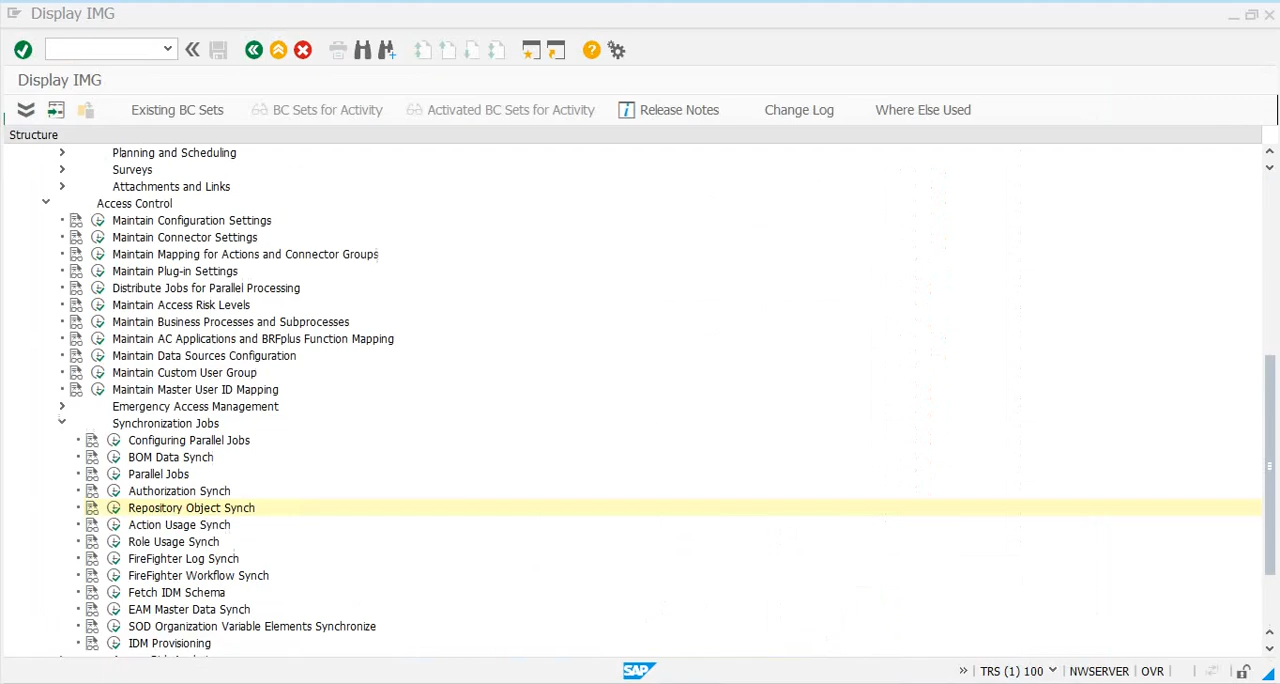 Display IMG
Display IMG
Existing BC Sets BC Sets for Activity Activated BC Sets for Activity Release Notes Change Log Where Else Used
Structure
Planning and Scheduling
Surveys
Attachments and Links
Access Control
Maintain Configuration Settings
Maintain Connector Settings
Maintain Mapping for Actions and Connector Groups
Maintain Plug-in Settings
Distribute Jobs for Parallel Processing
Maintain Access Risk Levels
Maintain Business Processes and Subprocesses
Maintain AC Applications and BRFplus Function Mapping
Maintain Data Sources Configuration
Maintain Custom User Group
Maintain Master User ID Mapping
Emergency Access Management
Synchronization Jobs
Configuring Parallel Jobs
BOM Data Synch
Parallel Jobs
Authorization Synch
Repository Object Synch
Action Usage Synch
Role Usage Synch
FireFighter Log Synch
FireFighter Workflow Synch
Fetch IDM Schema
EAM Master Data Synch
SOD Organization Variable Elements Synchronize
IDM Provisioning
SAP » TRS (1) 100 NWSERVER OVR